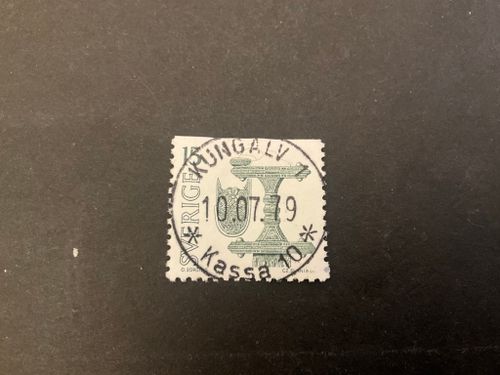 15
SVERIGE
KUNGÄLV 1
10.07.79
* Kassa 10 *